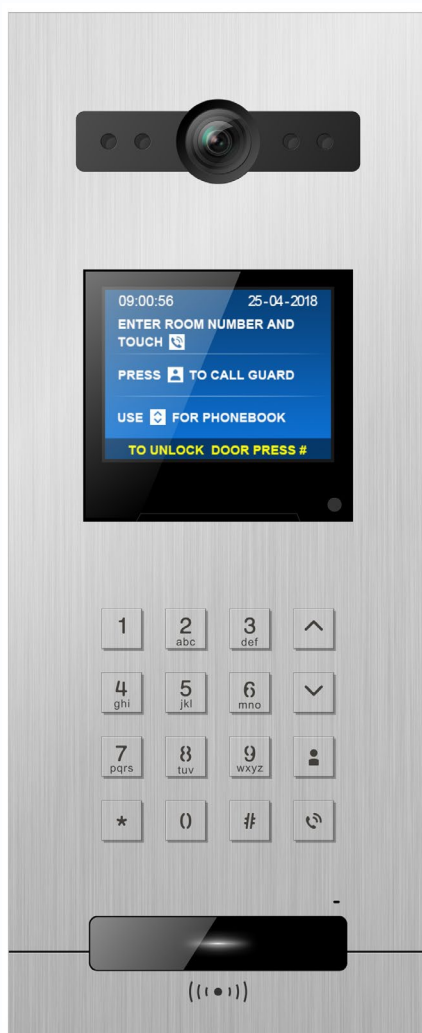 09:00:56 25-04-2018
ENTER ROOM NUMBER AND
TOUCH
PRESS TO CALL GUARD
USE FOR PHONEBOOK
TO UNLOCK DOOR PRESS #
1 2 3
abc def
4 5 6
ghi jkl mno
7 8 9
pqrs tuv wxyz
* 0 #